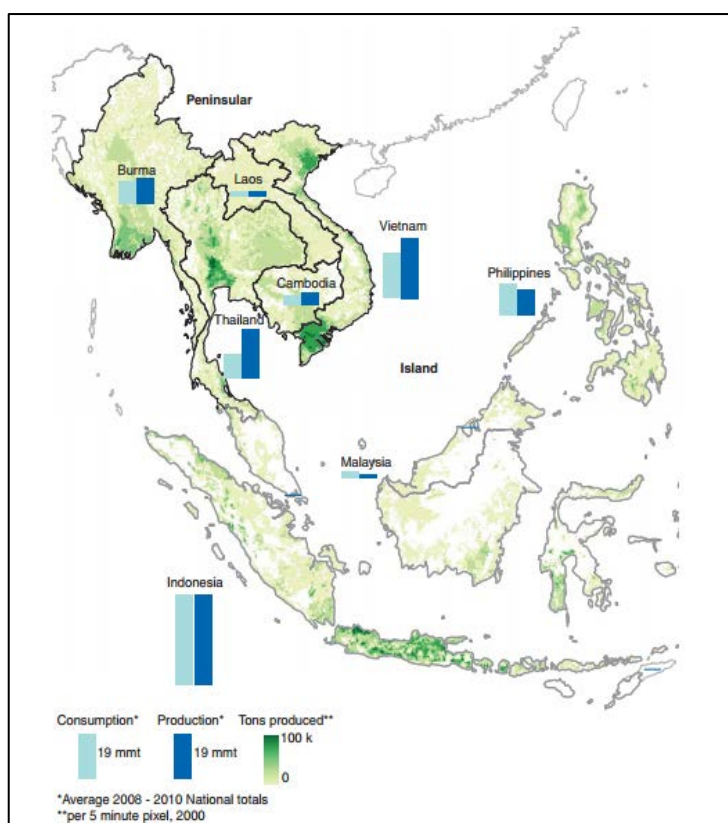 Peninsular
Burma
Laos
Vietnam
Cambodia
Philippines
Thailand
Island
Malaysia
Indonesia
Consumption* Production* Tons produced**
19 mmt 19 mmt 100 k
0
*Average 2008 - 2010 National totals
**per 5 minute pixel, 2000